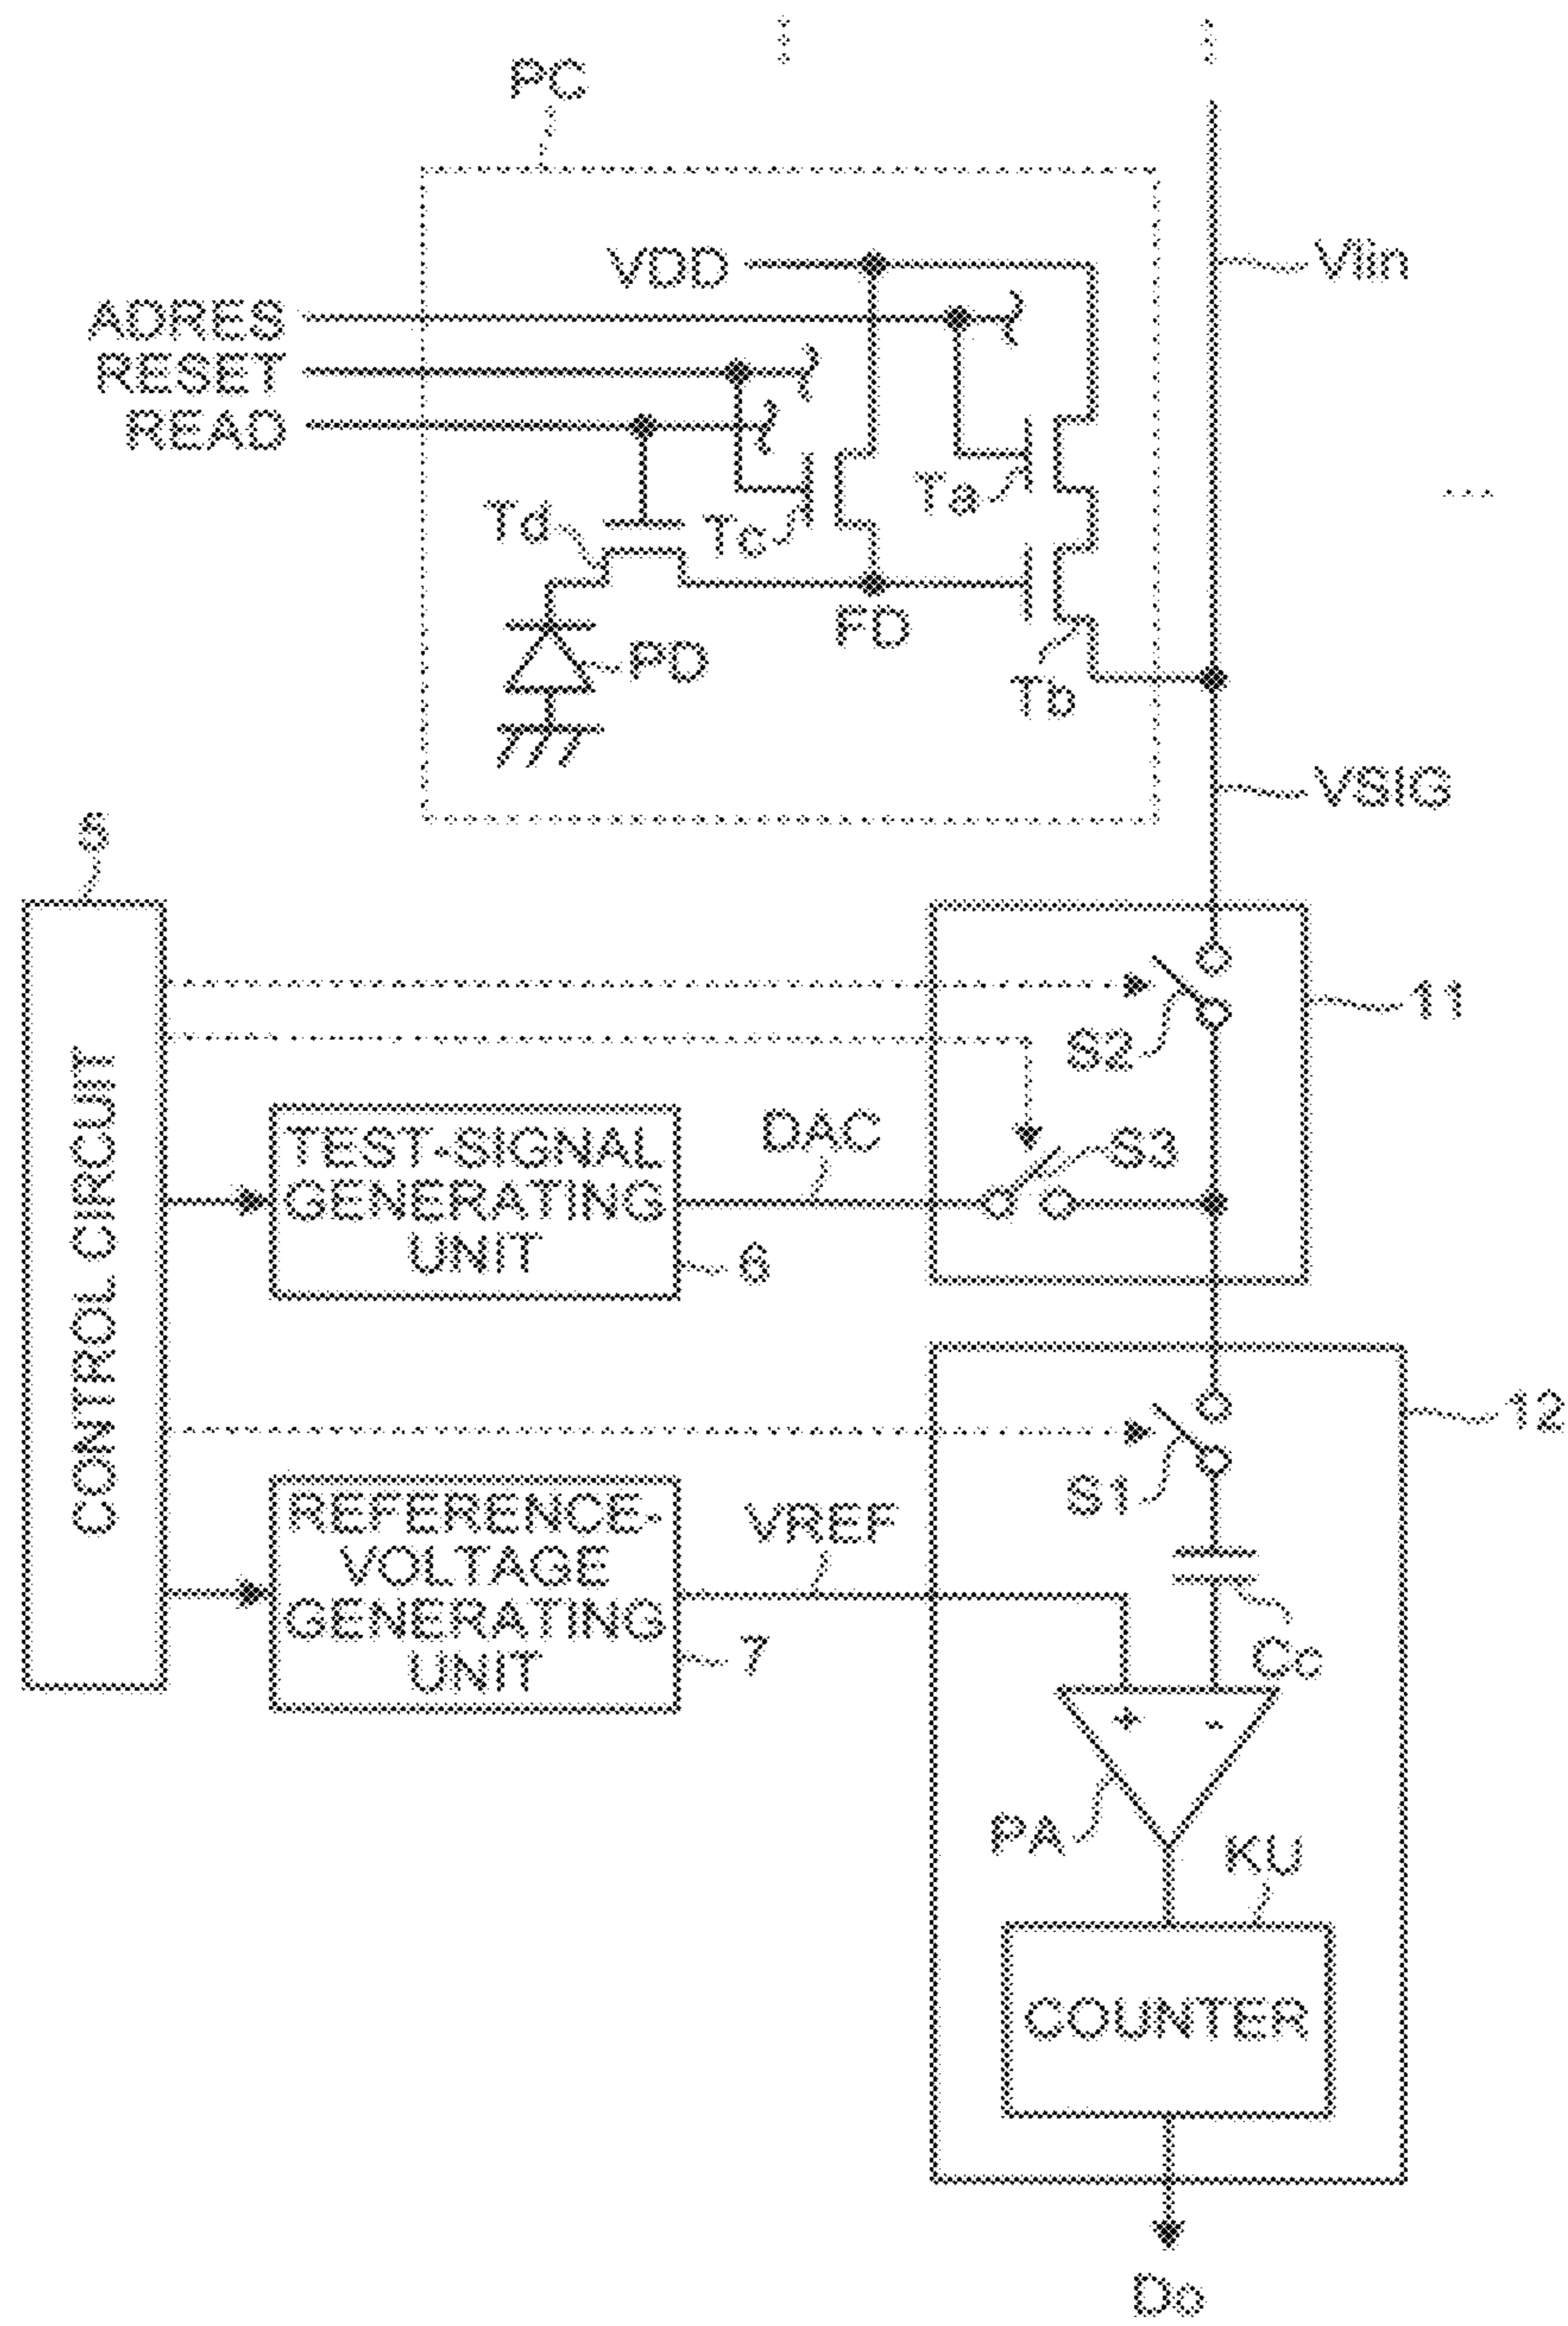 PC
VDD
Vlin
ADRES
RESET
READ
Ta
Td
Tc
FD
PD
Tb
VSIG
5
11
S2
CONTROL CIRCUIT
DAC
S3
TEST-SIGNAL
GENERATING
UNIT
6
12
S1
VREF
REFERENCE-
VOLTAGE
GENERATING
UNIT
7
Cc
+ -
PA
KU
COUNTER
Do